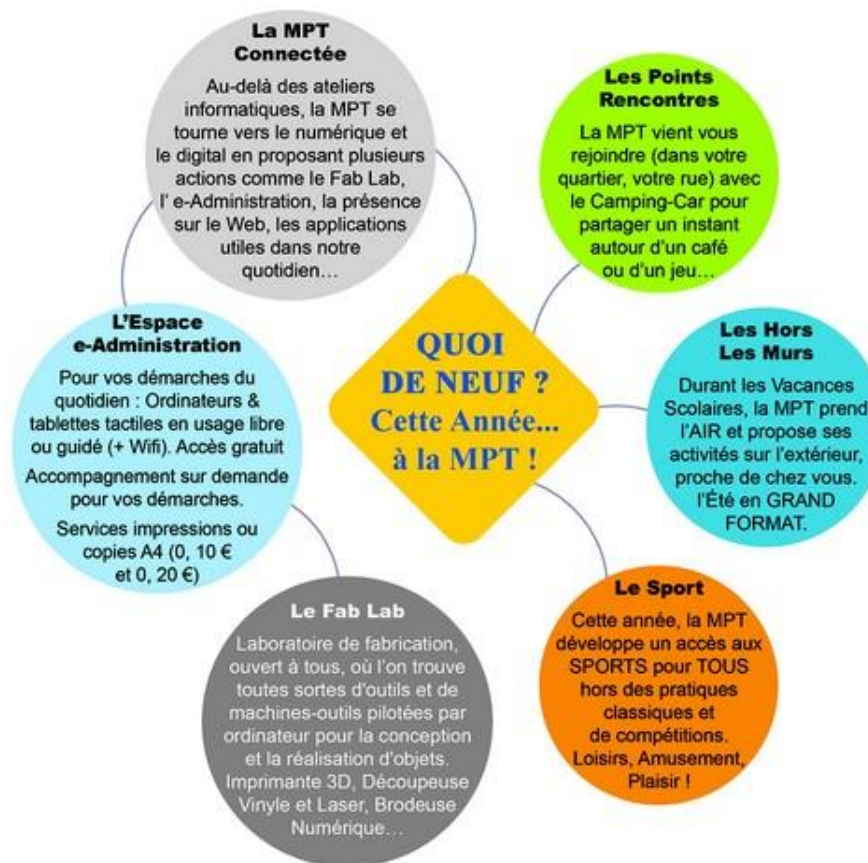 La MPT
Connectée
Au-delà des ateliers
informatiques, la MPT se
tourne vers le numérique et
le digital en proposant plusieurs
actions comme le Fab Lab,
l' e-Administration, la présence
sur le Web, les applications
utiles dans notre
quotidien…
Les Points
Rencontres
La MPT vient vous
rejoindre (dans votre
quartier, votre rue) avec
le Camping-Car pour
partager un instant
autour d'un café
ou d'un jeu…
QUOI
DE NEUF ?
Cette Année...
à la MPT !
L'Espace
e-Administration
Pour vos démarches du
quotidien : Ordinateurs &
tablettes tactiles en usage libre
ou guidé (+ Wifi). Accès gratuit
Accompagnement sur demande
pour vos démarches.
Services impressions ou
copies A4 (0, 10 €
et 0, 20 €)
Les Hors
Les Murs
Durant les Vacances
Scolaires, la MPT prend
l'AIR et propose ses
activités sur l'extérieur,
proche de chez vous.
l'Été en GRAND
FORMAT.
Le Fab Lab
Laboratoire de fabrication,
ouvert à tous, où l'on trouve
toutes sortes d'outils et de
machines-outils pilotées par
ordinateur pour la conception
et la réalisation d'objets.
Imprimante 3D, Découpeuse
Vinyle et Laser, Brodeuse
Numérique…
Le Sport
Cette année, la MPT
développe un accès aux
SPORTS pour TOUS
hors des pratiques
classiques et
de compétitions.
Loisirs, Amusement,
Plaisir !